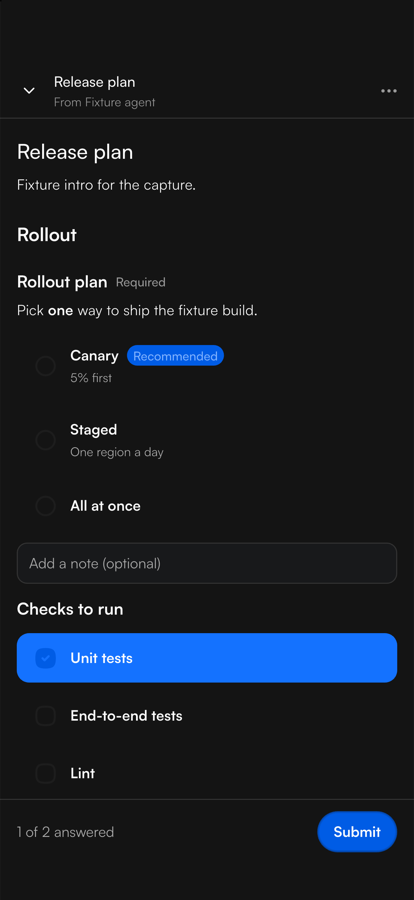 Release plan
From Fixture agent
Release plan
Fixture intro for the capture.
Rollout
Rollout plan Required
Pick one way to ship the fixture build.
Canary Recommended
5% first
Staged
One region a day
All at once
Add a note (optional)
Checks to run
Unit tests
End-to-end tests
Lint
1 of 2 answered
Submit